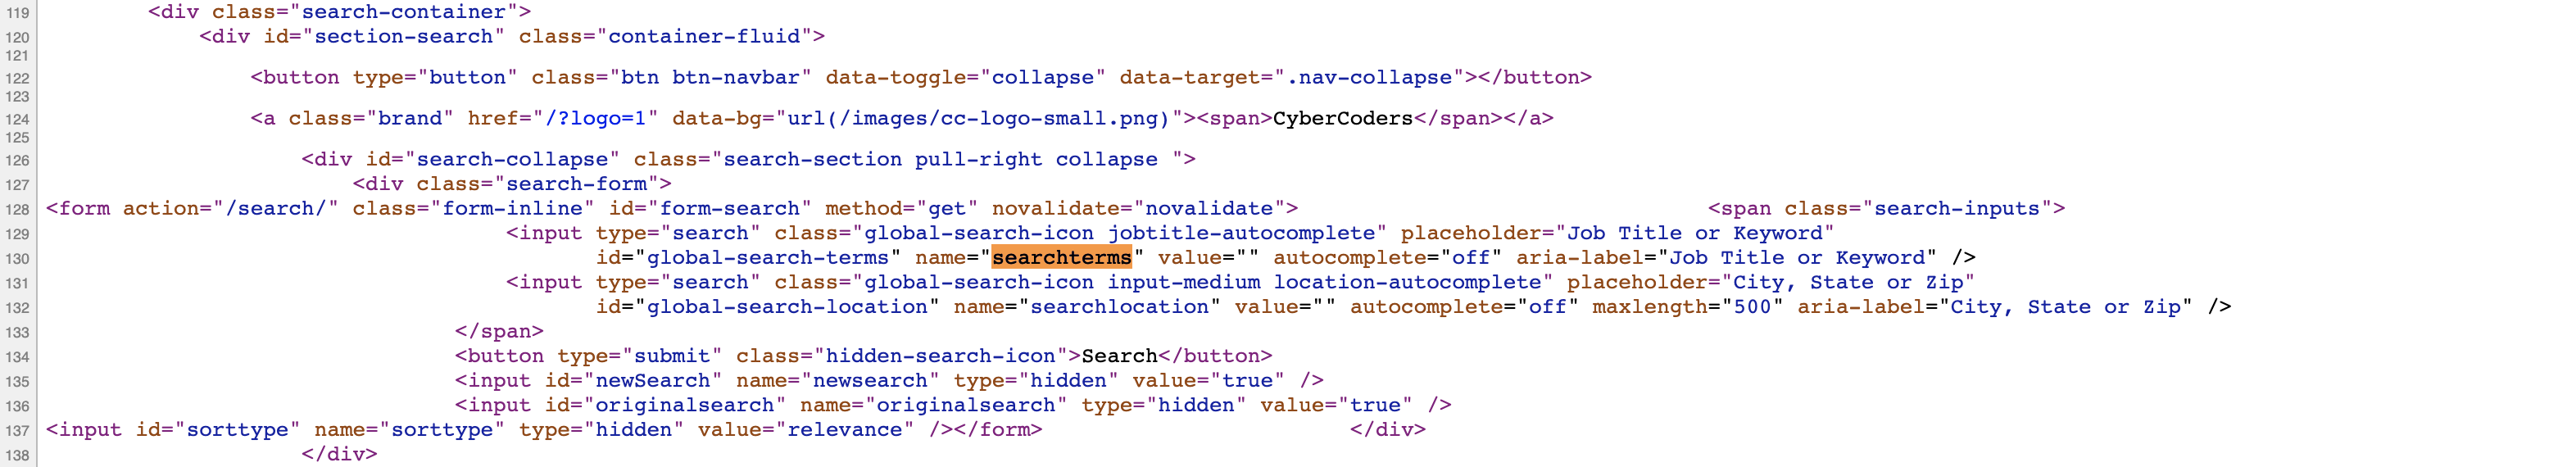 119 <div class="search-container">
120 <div id="section-search" class="container-fluid">
121
122 <button type="button" class="btn btn-navbar" data-toggle="collapse" data-target=".nav-collapse"></button>
123
124 <a class="brand" href="/?logo=1" data-bg="url(/images/cc-logo-small.png)"><span>CyberCoders</span></a>
125
126 <div id="search-collapse" class="search-section pull-right collapse ">
127 <div class="search-form">
128 <form action="/search/" class="form-inline" id="form-search" method="get" novalidate="novalidate"> <span class="search-inputs">
129 <input type="search" class="global-search-icon jobtitle-autocomplete" placeholder="Job Title or Keyword"
130 id="global-search-terms" name="searchterms" value="" autocomplete="off" aria-label="Job Title or Keyword" />
131 <input type="search" class="global-search-icon input-medium location-autocomplete" placeholder="City, State or Zip"
132 id="global-search-location" name="searchlocation" value="" autocomplete="off" maxlength="500" aria-label="City, State or Zip" />
133 </span>
134 <button type="submit" class="hidden-search-icon">Search</button>
135 <input id="newSearch" name="newsearch" type="hidden" value="true" />
136 <input id="originalsearch" name="originalsearch" type="hidden" value="true" />
137 <input id="sorttype" name="sorttype" type="hidden" value="relevance" /></form> </div>
138 </div>